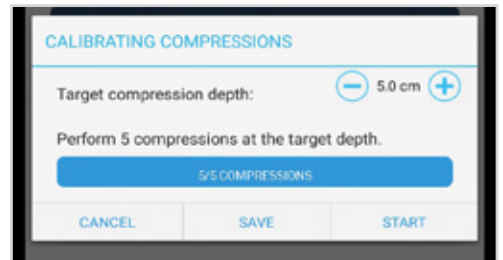 CALIBRATING COMPRESSIONS
Target compression depth: 5.0 cm
Perform 5 compressions at the target depth.
5/5 COMPRESSIONS
CANCEL SAVE START